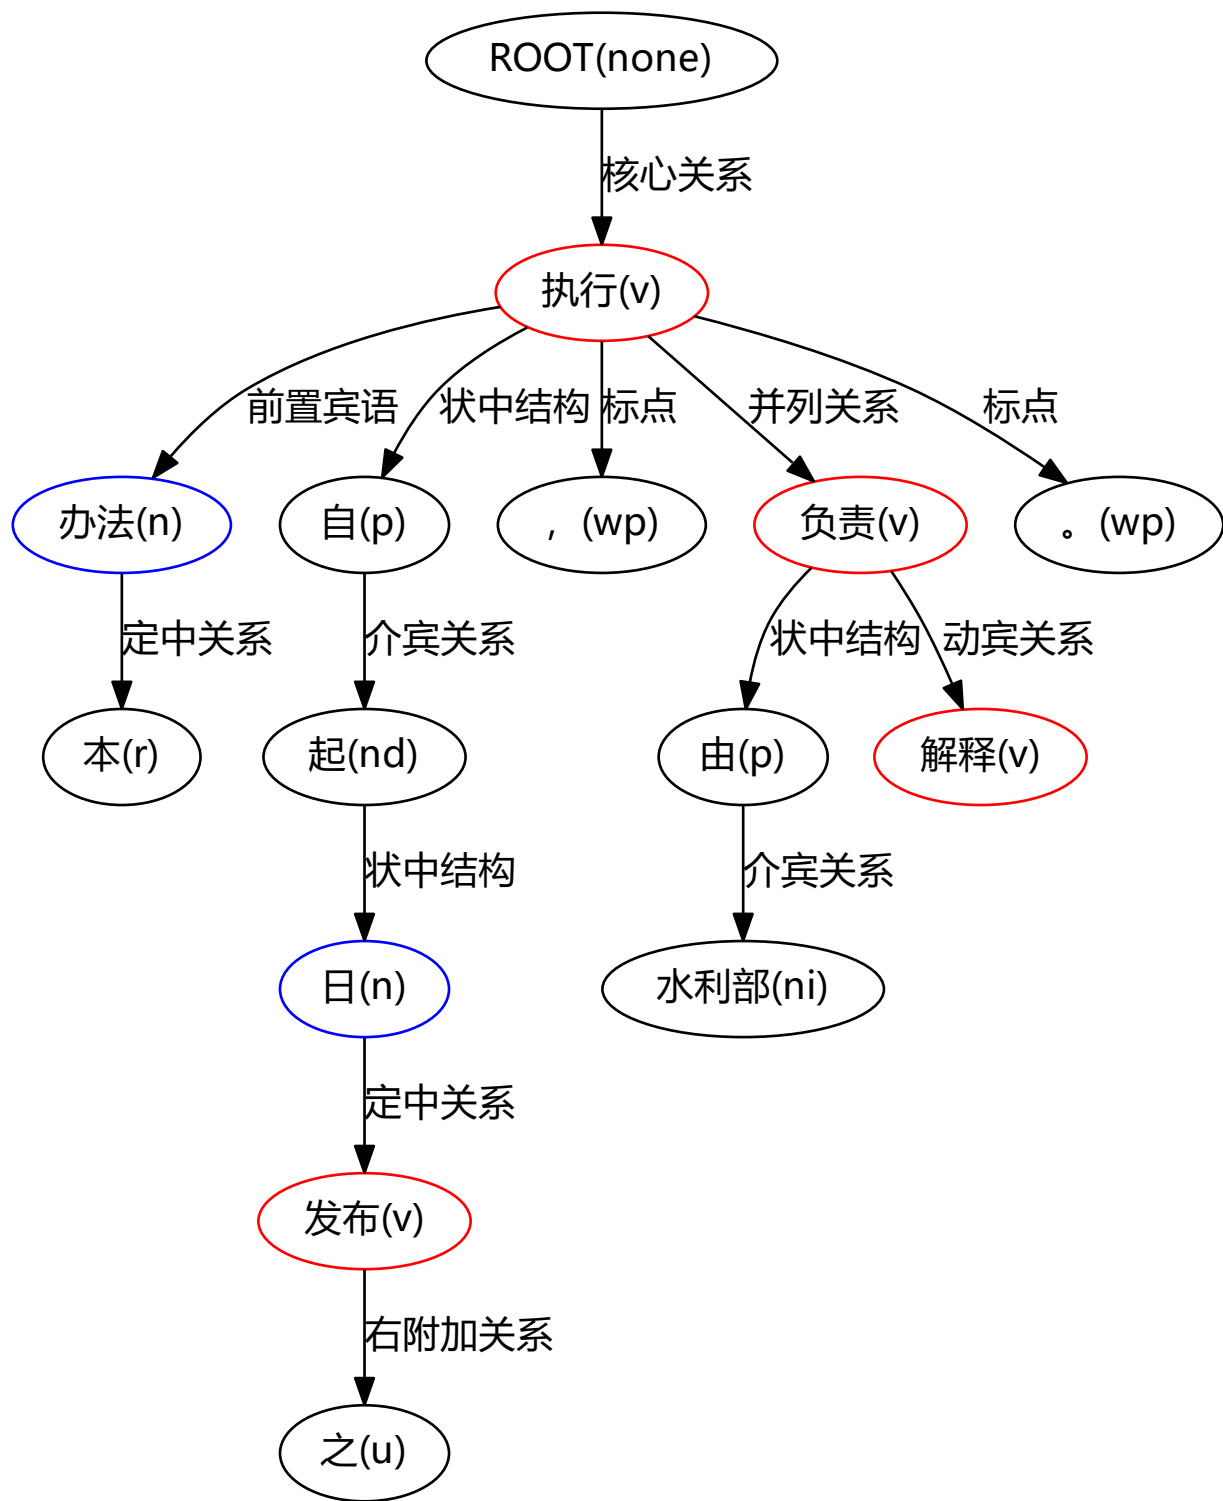 ROOT(none)
核心关系
执行(v)
前置宾语 状中结构 标点 并列关系 标点
办法(n) 自(p) ，(wp) 负责(v) 。(wp)
定中关系 介宾关系 状中结构 动宾关系
本(r) 起(nd) 由(p) 解释(v)
状中结构 介宾关系
日(n) 水利部(ni)
定中关系
发布(v)
右附加关系
之(u)